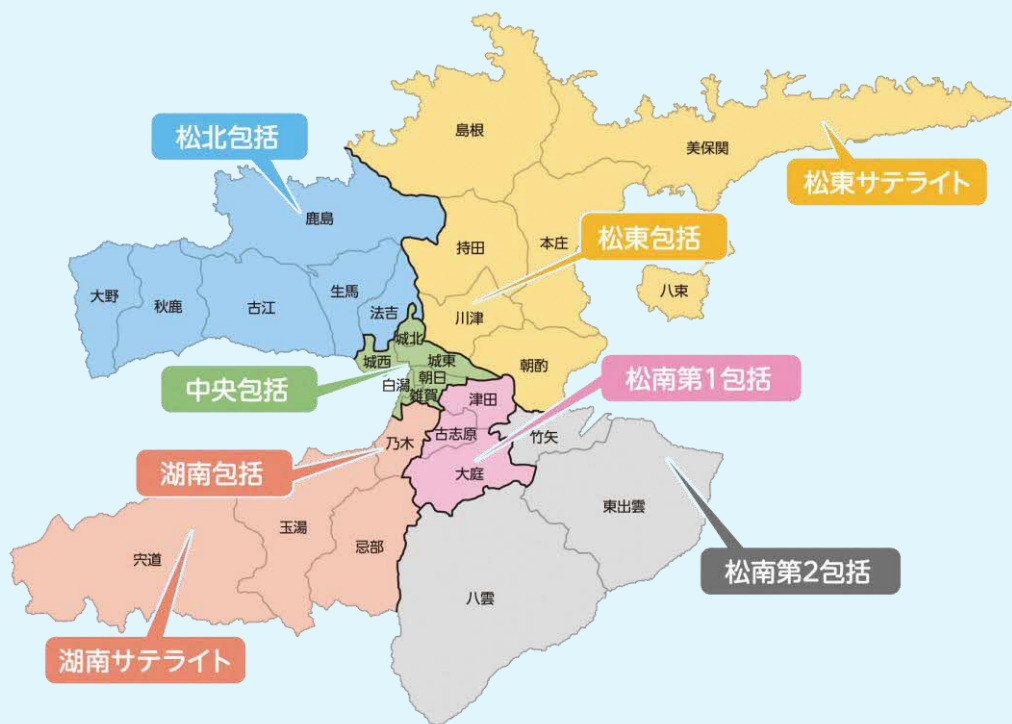 島根
松北包括
美保関
松東サテライト
鹿島
松東包括
持田
本庄
大野
秋鹿
古江
生馬
法吉
川津
八束
城北
城西
城東
朝酌
中央包括
白潟
朝日
雑賀
津田
松南第1包括
乃木
古志原
竹矢
湖南包括
大庭
東出雲
玉湯
忌部
宍道
松南第2包括
八雲
湖南サテライト